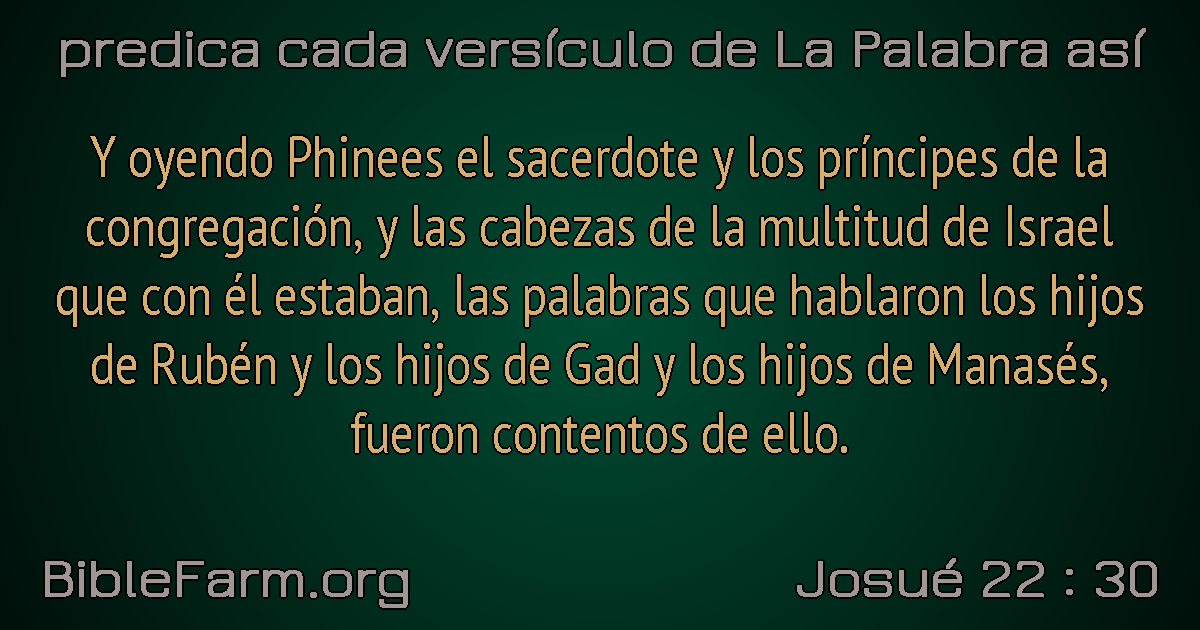 predica cada versículo de La Palabra así
Y oyendo Phinees el sacerdote y los príncipes de la
congregación, y las cabezas de la multitud de Israel
que con él estaban, las palabras que hablaron los hijos
de Rubén y los hijos de Gad y los hijos de Manasés,
fueron contentos de ello.
BibleFarm.org
Josué 22 : 30